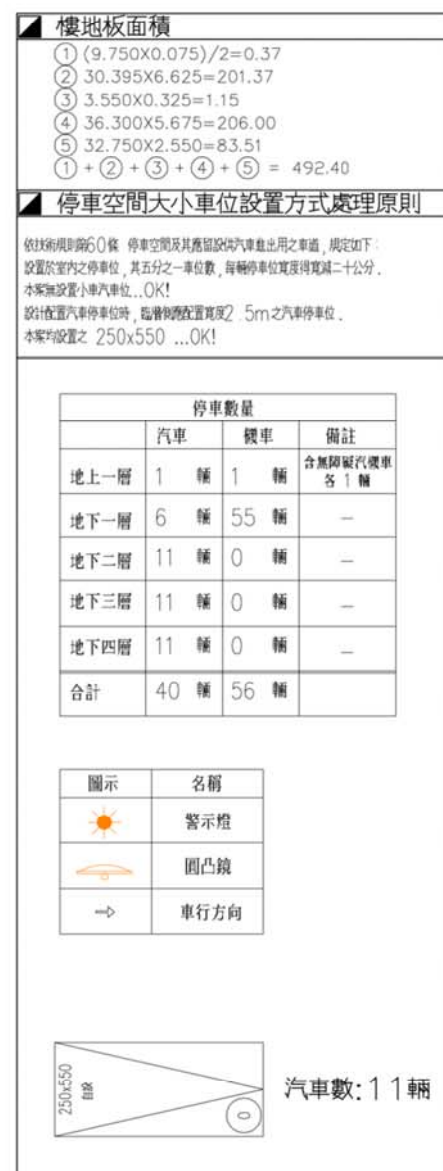 樓地板面積
① (9.750X0.075)/2=0.37
② 30.395X6.625=201.37
③ 3.550X0.325=1.15
④ 36.300X5.675=206.00
⑤ 32.750X2.550=83.51
①+②+③+④+⑤ = 492.40
停車空間大小車位設置方式處理原則
依技術規則第60條 停車空間及其應留設供汽車進出用之車道,規定如下:
設置於室內之停車位,其五分之一車位數,每輛停車位寬度得寬減二十公分.
本案無設置小車汽車位...OK!
設計配置汽車停車位時,臨牆側應配置寬度2.5m之汽車停車位.
本案均設置之 250x550 ...OK!
停車數量
汽車 機車 備註
地上一層 1 輛 1 輛 含無障礙汽機車各 1 輛
地下一層 6 輛 55 輛 —
地下二層 11 輛 0 輛 —
地下三層 11 輛 0 輛 —
地下四層 11 輛 0 輛 —
合計 40 輛 56 輛
圖示 名稱
警示燈
圓凸鏡
車行方向
250x550
自設
0
汽車數:11輛